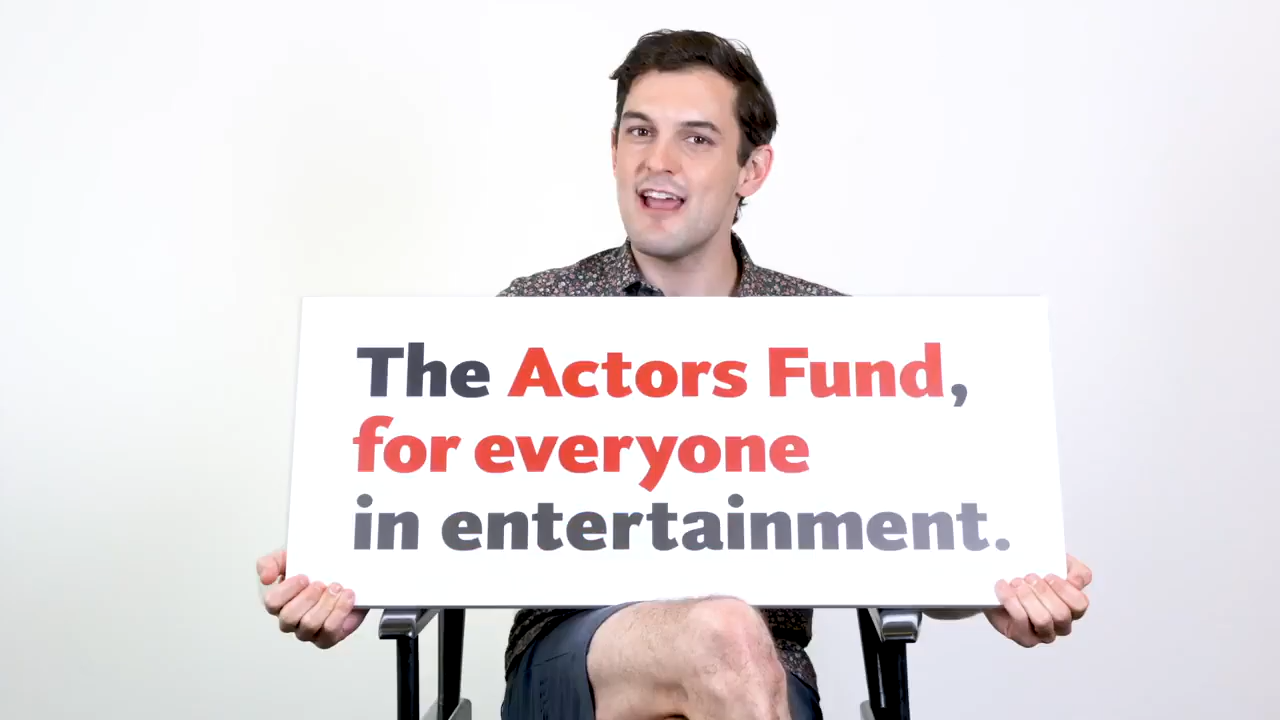 The Actors Fund,
for everyone
in entertainment.